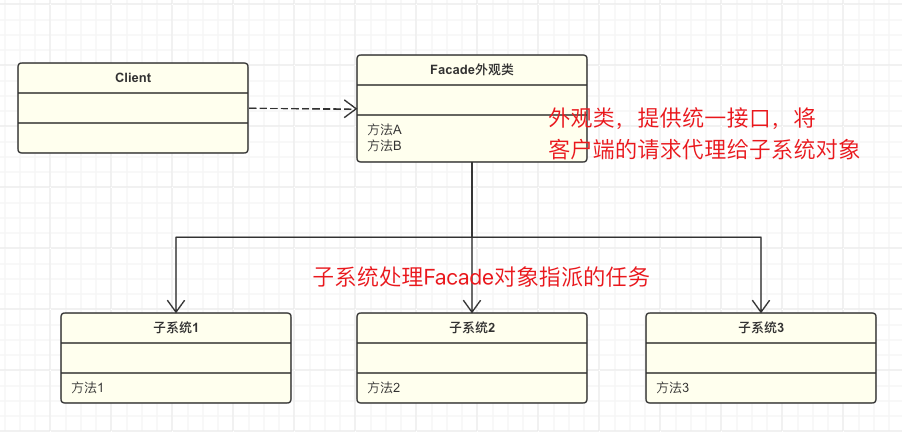 Client
Facade外观类
方法A
方法B
外观类，提供统一接口，将
客户端的请求代理给子系统对象
子系统处理Facade对象指派的任务
子系统1
方法1
子系统2
方法2
子系统3
方法3